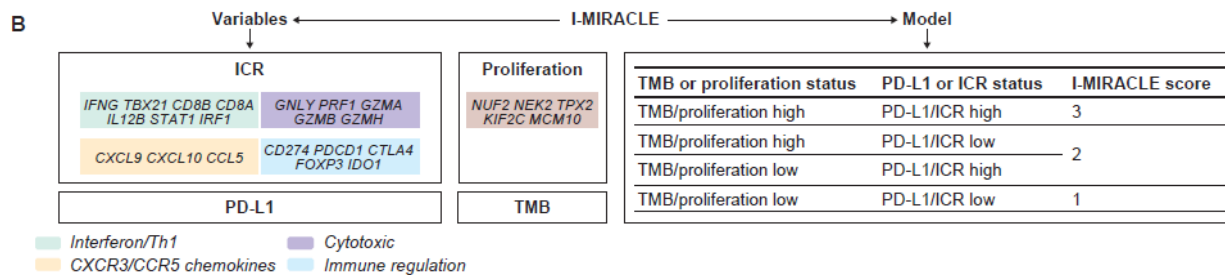 B
Variables I-MIRACLE Model
ICR
IFNG TBX21 CD8B CD8A
IL12B STAT1 IRF1
GNLY PRF1 GZMA
GZMB GZMH
CXCL9 CXCL10 CCL5
CD274 PDCD1 CTLA4
FOXP3 IDO1
PD-L1
Proliferation
NUF2 NEK2 TPX2
KIF2C MCM10
TMB
TMB or proliferation status PD-L1 or ICR status I-MIRACLE score
TMB/proliferation high PD-L1/ICR high 3
TMB/proliferation high PD-L1/ICR low
2
TMB/proliferation low PD-L1/ICR high
TMB/proliferation low PD-L1/ICR low 1
Interferon/Th1 Cytotoxic
CXCR3/CCR5 chemokines Immune regulation